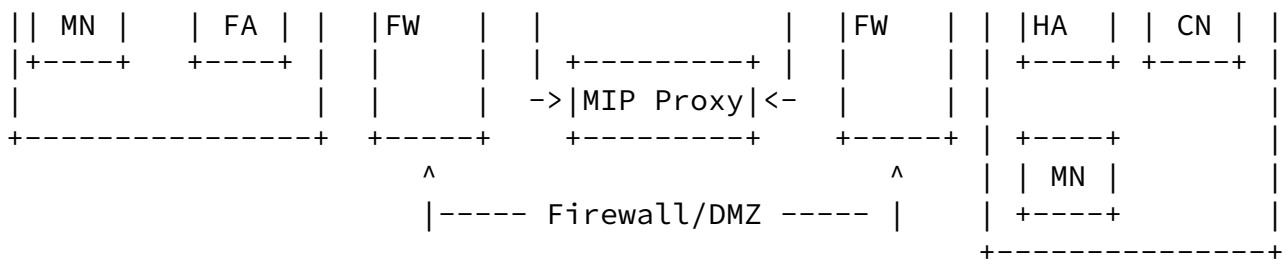 || MN |   | FA | |  |FW   |  |             |  |FW   | | |HA  | | CN | |
|+----+   +----+ |  |     |  | +---------+ |  |     | | +----+ +----+ |
|                |  |     |  ->|MIP Proxy|<-  |     | |               |
+----------------+  +-----+    +---------+    +-----+ | +----+        |
                       ^                         ^    | | MN |        |
                       |----- Firewall/DMZ ----- |    | +----+        |
                                                      +---------------+